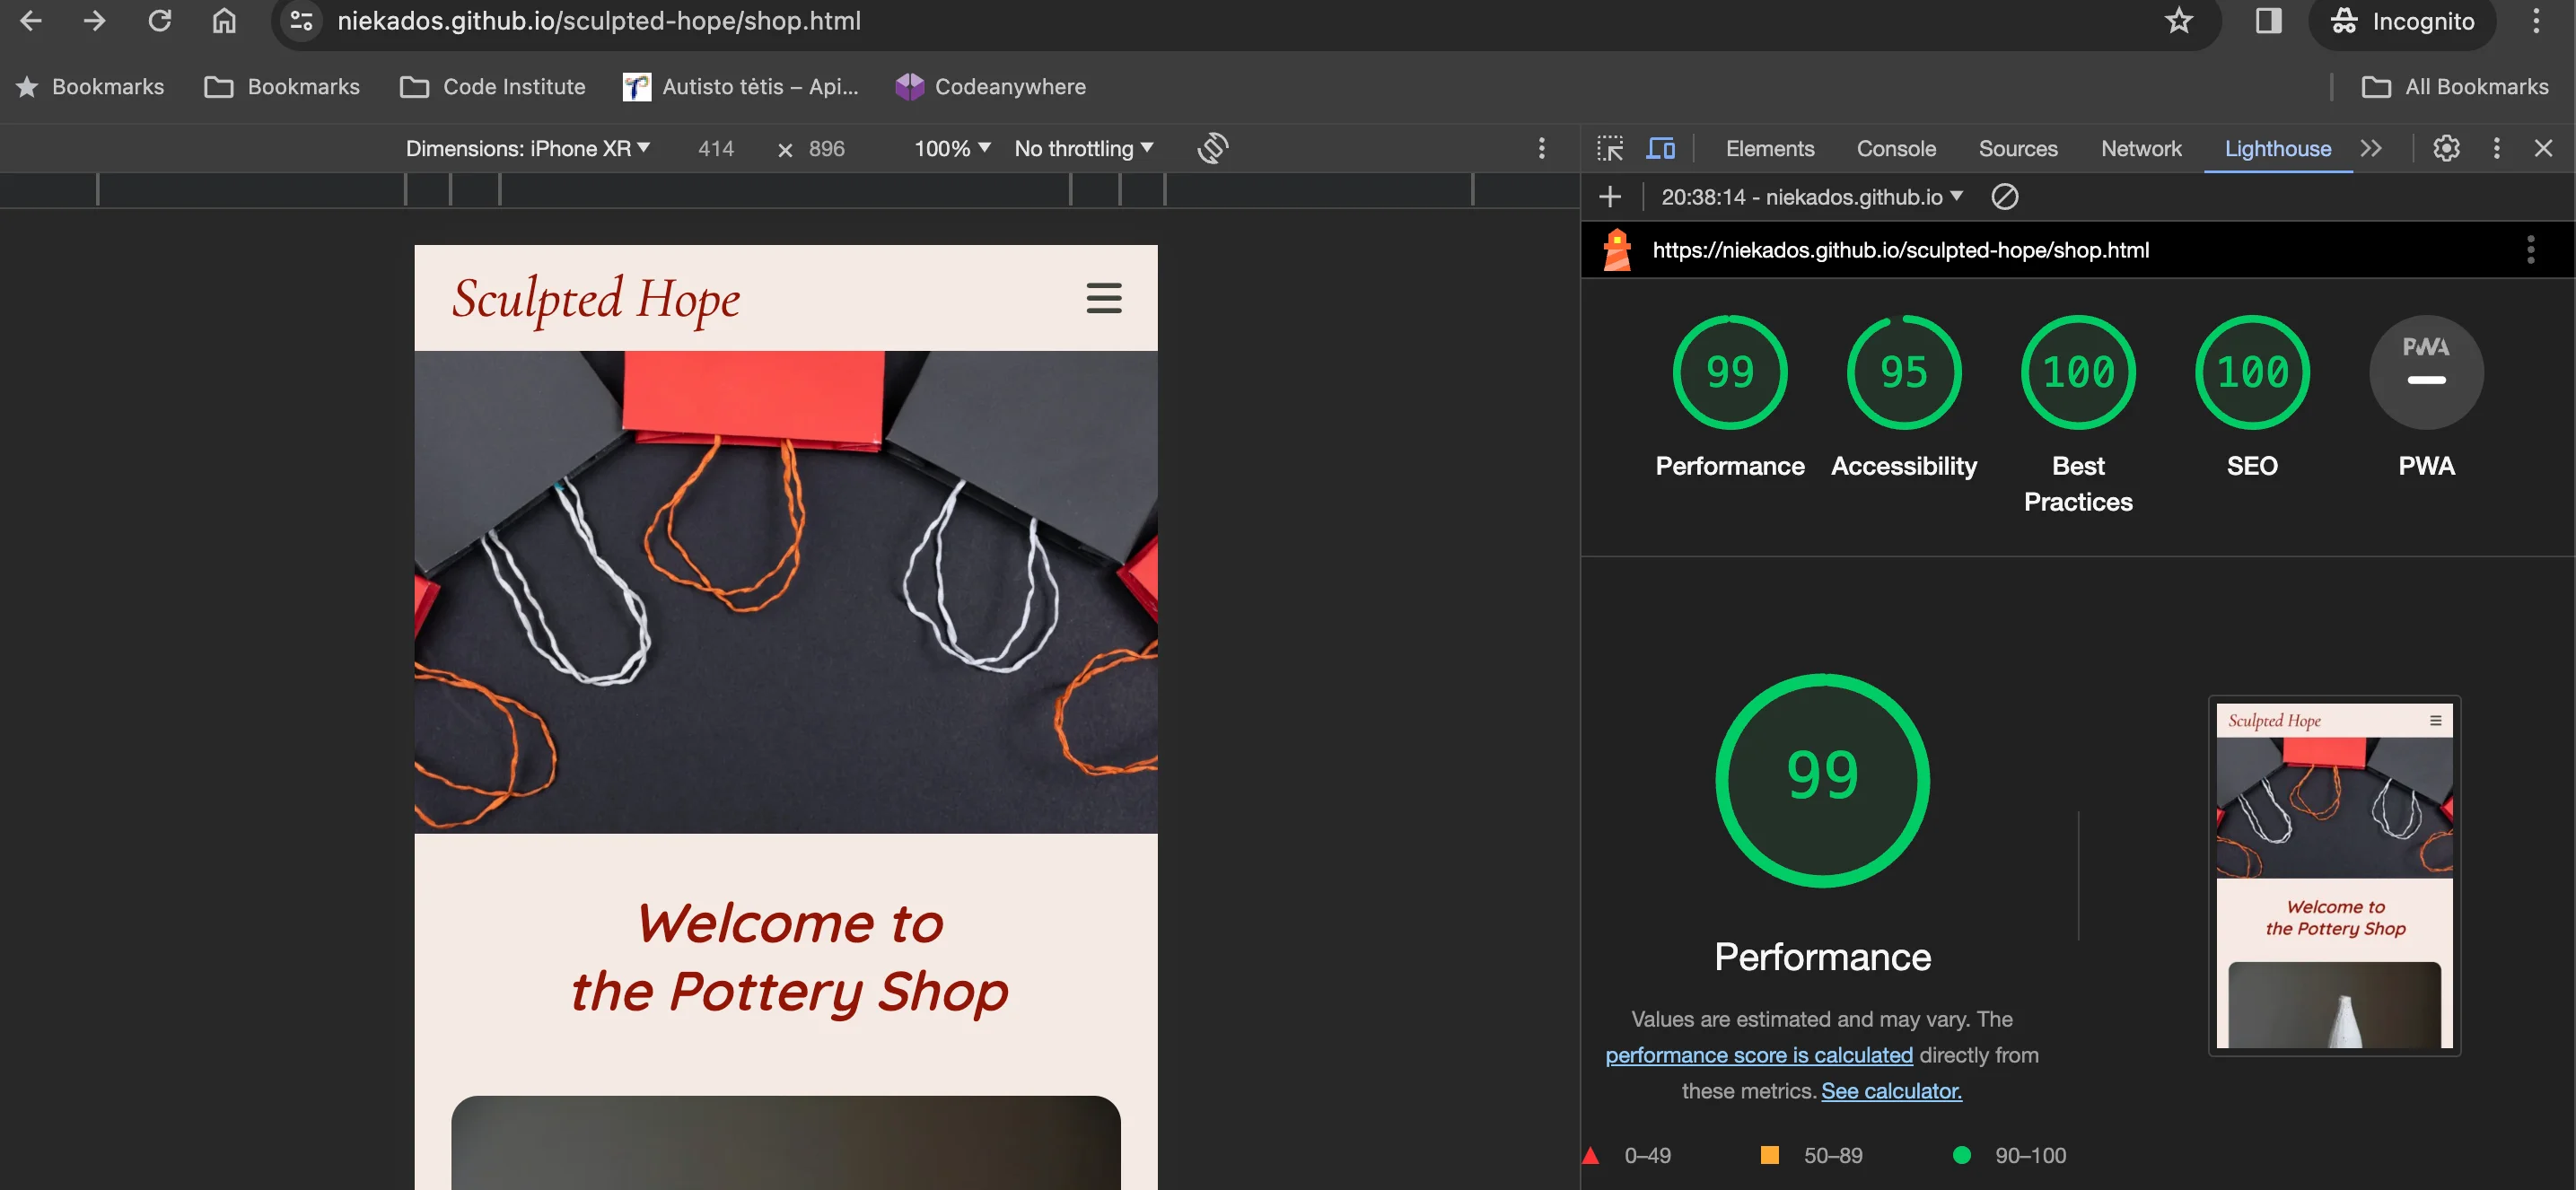 niekados.github.io/sculpted-hope/shop.html
Incognito
Bookmarks
Bookmarks
Code Institute
Autisto tėtis – Api...
Codeanywhere
All Bookmarks
Dimensions: iPhone XR
414
×
896
100%
No throttling
Elements
Console
Sources
Network
Lighthouse
20:38:14 - niekados.github.io
https://niekados.github.io/sculpted-hope/shop.html
Sculpted Hope
Welcome to
the Pottery Shop
99
95
100
100
PWA
Performance
Accessibility
Best
Practices
SEO
PWA
99
Performance
Values are estimated and may vary. The
performance score is calculated directly from
these metrics. See calculator.
Sculpted Hope
Welcome to
the Pottery Shop
0–49
50–89
90–100